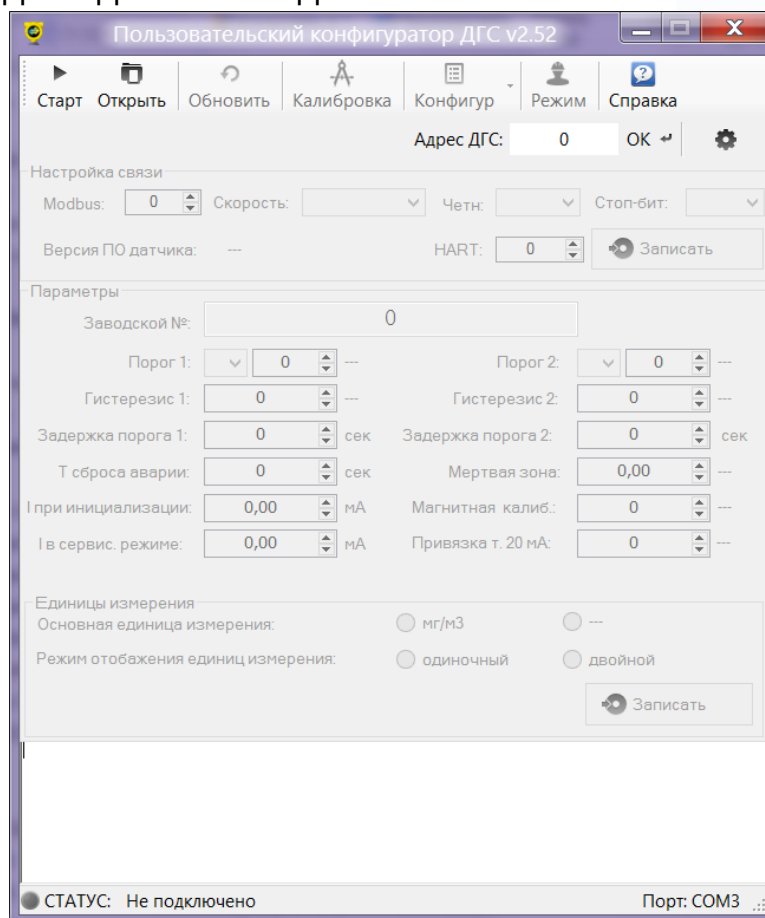 Пользовательский конфигуратор ДГС v2.52
Старт Открыть Обновить Калибровка Конфигур Режим Справка
Адрес ДГС: 0 OK
Настройка связи
Modbus: 0 Скорость: Четн: Стоп-бит:
Версия ПО датчика: --- HART: 0 Записать
Параметры
Заводской №: 0
Порог 1: 0 --- Порог 2: 0 ---
Гистерезис 1: 0 --- Гистерезис 2: 0 ---
Задержка порога 1: 0 сек Задержка порога 2: 0 сек
Т сброса аварии: 0 сек Мертвая зона: 0,00 ---
I при инициализации: 0,00 мА Магнитная калиб.: 0 ---
I в сервис. режиме: 0,00 мА Привязка т. 20 мА: 0 ---
Единицы измерения
Основная единица измерения: мг/м3 ---
Режим отобажения единиц измерения: одиночный двойной
Записать
СТАТУС: Не подключено Порт: COM3